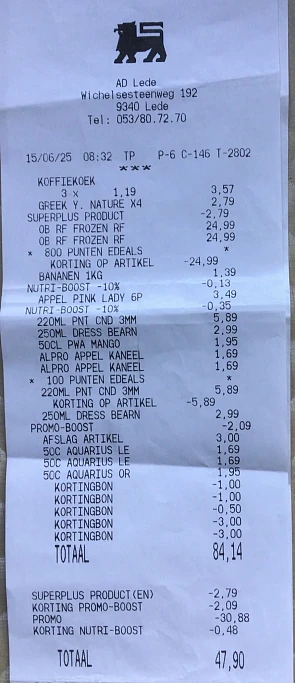 AD Lede
Wichelsesteenweg 192
9340 Lede
Tel: 053/80.72.70
15/06/25 08:32 TP P-6 C-146 T-2802
***
KOFFIEKOEK
3 x 1,19 3,57
GREEK Y. NATURE X4 2,79
SUPERPLUS PRODUCT -2,79
OB RF FROZEN RF 24,99
OB RF FROZEN RF 24,99
* 800 PUNTEN EDEALS *
KORTING OP ARTIKEL -24,99
BANANEN 1KG 1,39
NUTRI-BOOST -10% -0,13
APPEL PINK LADY 6P 3,49
NUTRI-BOOST -10% -0,35
220ML PNT CND 3MM 5,89
250ML DRESS BEARN 2,99
50CL PWA MANGO 1,95
ALPRO APPEL KANEEL 1,69
ALPRO APPEL KANEEL 1,69
* 100 PUNTEN EDEALS *
220ML PNT CND 3MM 5,89
KORTING OP ARTIKEL -5,89
250ML DRESS BEARN 2,99
PROMO-BOOST -2,09
AFSLAG ARTIKEL 3,00
50C AQUARIUS LE 1,69
50C AQUARIUS LE 1,69
50C AQUARIUS OR 1,95
KORTINGBON -1,00
KORTINGBON -1,00
KORTINGBON -0,50
KORTINGBON -3,00
KORTINGBON -3,00
TOTAAL 84,14
SUPERPLUS PRODUCT(EN) -2,79
KORTING PROMO-BOOST -2,09
PROMO -30,88
KORTING NUTRI-BOOST -0,48
TOTAAL 47,90